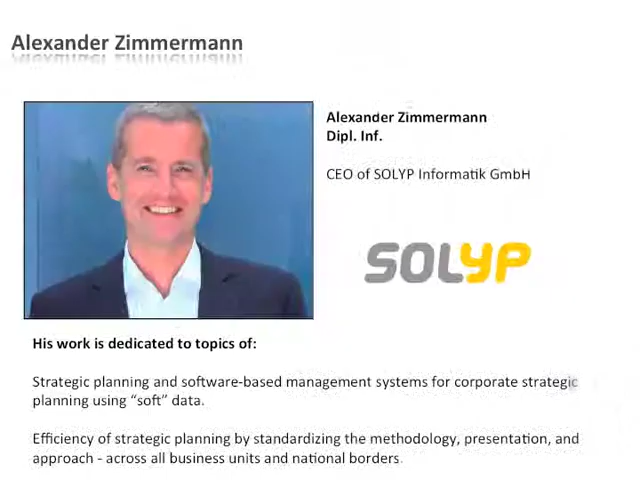 Alexander Zimmermann
Alexander Zimmermann
Dipl. Inf.
CEO of SOLYP Informatik GmbH
SOLYP
His work is dedicated to topics of:
Strategic planning and software-based management systems for corporate strategic
planning using “soft” data.
Efficiency of strategic planning by standardizing the methodology, presentation, and
approach - across all business units and national borders.